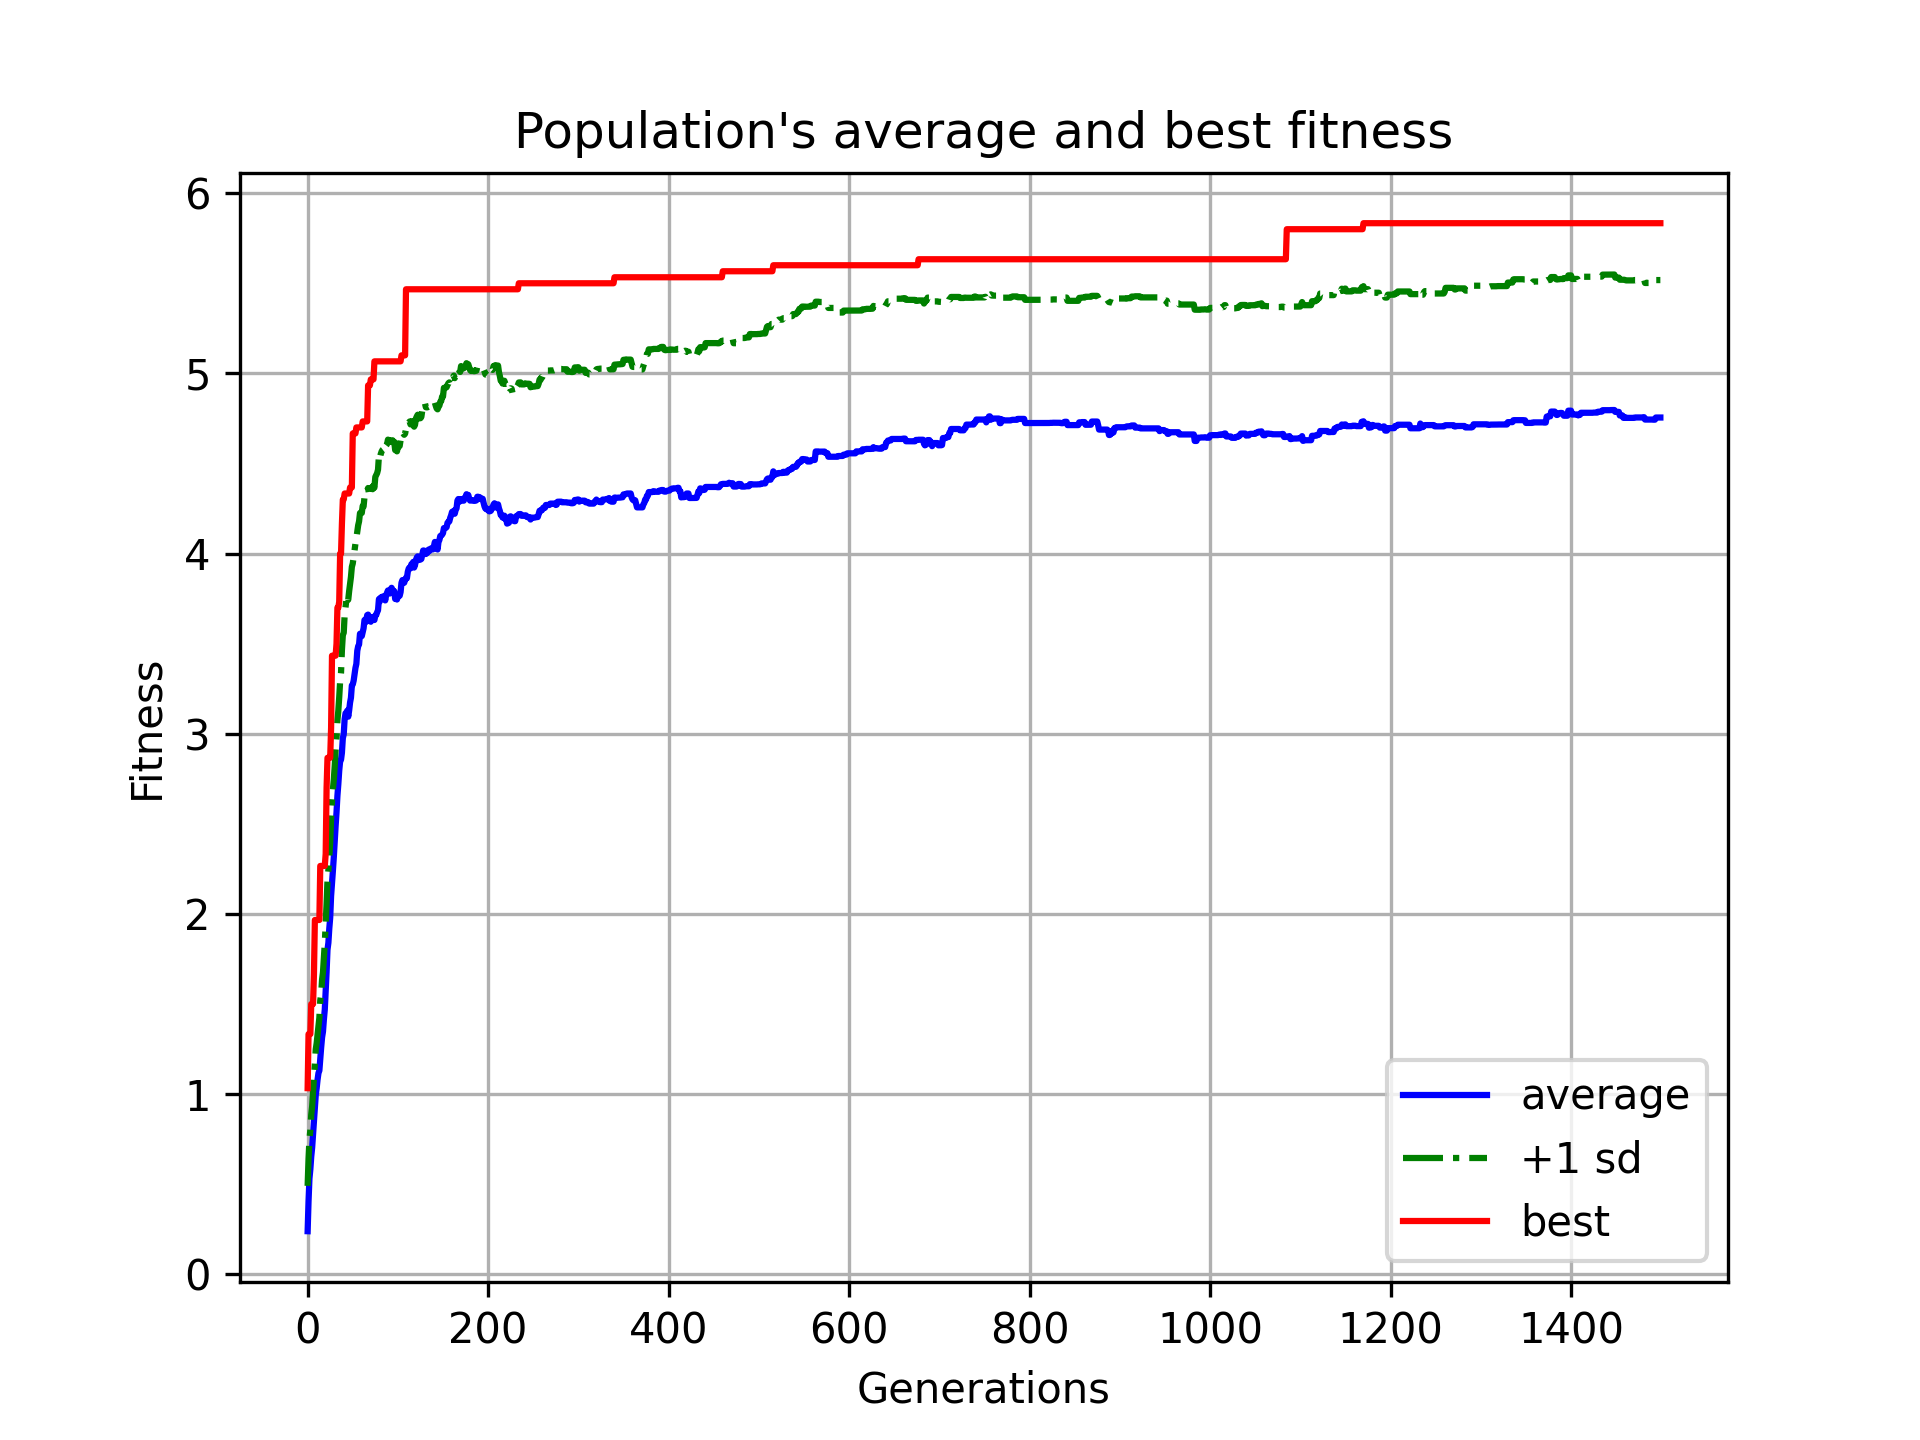 Population's average and best fitness
6
5
4
3
2
1
0
Fitness
0 200 400 600 800 1000 1200 1400
Generations
average
+1 sd
best